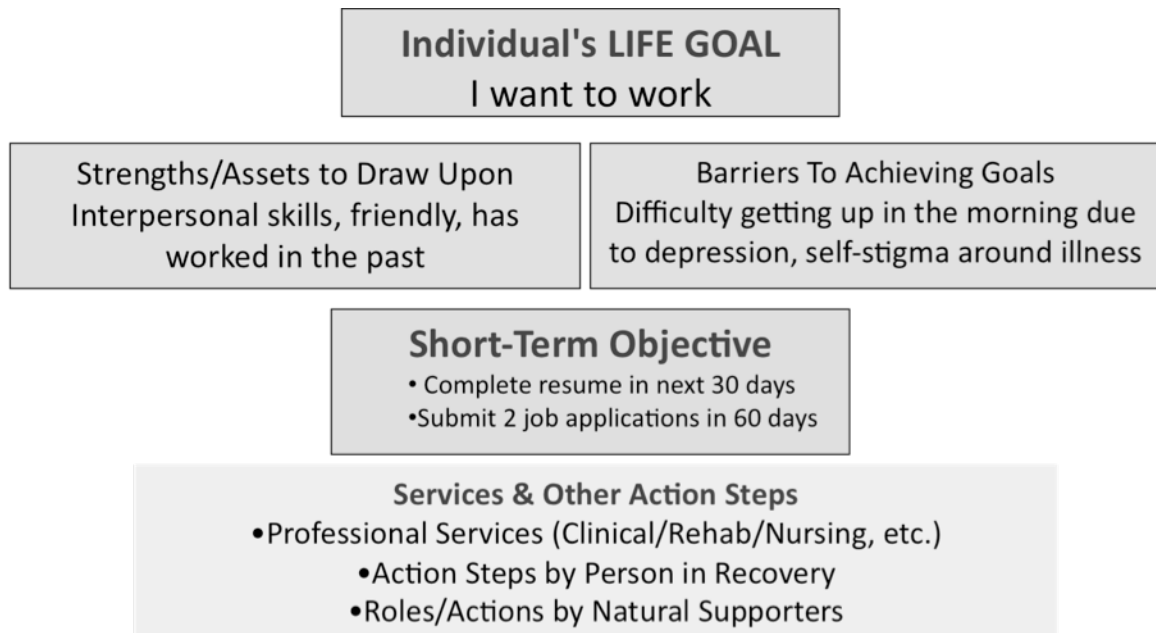 Individual's LIFE GOAL
I want to work
Strengths/Assets to Draw Upon
Interpersonal skills, friendly, has
worked in the past
Barriers To Achieving Goals
Difficulty getting up in the morning due
to depression, self-stigma around illness
Short-Term Objective
• Complete resume in next 30 days
•Submit 2 job applications in 60 days
Services & Other Action Steps
•Professional Services (Clinical/Rehab/Nursing, etc.)
•Action Steps by Person in Recovery
•Roles/Actions by Natural Supporters